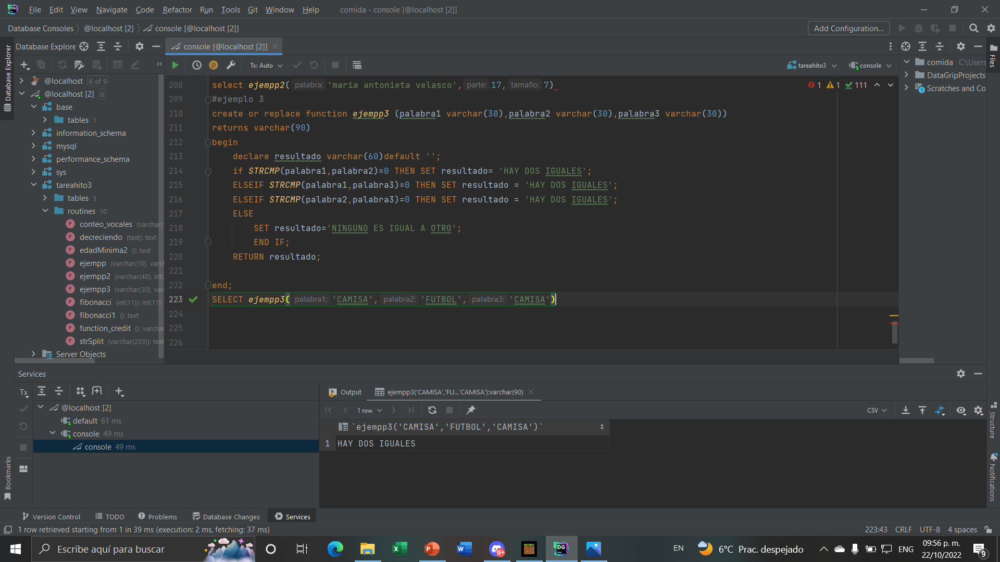 File Edit View Navigate Code Refactor Run Tools Git Window Help comida - console [@localhost [2]]
Database Consoles @localhost [2] console [@localhost [2]] Add Configuration...
Database Explore console [@localhost [2]]
Tx: Auto tareahito3 console
Database Explorer
@localhost 6 of 9
@localhost [2] 6
base
tables 1
information_schema
mysql
performance_schema
sys
tareahito3
tables 3
routines 10
conteo_vocales (varchar(
decreciendo (text): text
edadMinima2 (): text
ejempp (varchar(10), varch
ejempp2 (varchar(40), int(
ejempp3 (varchar(30), var
fibonacci (int(11)): int(11)
fibonacci1 (): text
function_credit (): varchar
strSplit (varchar(255)): text
Server Objects
208 select ejempp2( palabra: 'maria antonieta velasco', parte: 17, tamaño: 7)
1 1 111
209 #ejemplo 3
210 create or replace function ejempp3 (palabra1 varchar(30),palabra2 varchar(30),palabra3 varchar(30))
211 returns varchar(90)
212 begin
213 declare resultado varchar(60)default '';
214 if STRCMP(palabra1,palabra2)=0 THEN SET resultado= 'HAY DOS IGUALES';
215 ELSEIF STRCMP(palabra1,palabra3)=0 THEN SET resultado = 'HAY DOS IGUALES';
216 ELSEIF STRCMP(palabra2,palabra3)=0 THEN SET resultado = 'HAY DOS IGUALES';
217 ELSE
218 SET resultado='NINGUNO ES IGUAL A OTRO';
219 END IF;
220 RETURN resultado;
221
222 end;
223 SELECT ejempp3( palabra1: 'CAMISA', palabra2: 'FUTBOL', palabra3: 'CAMISA')
224
225
226
comida C:\Users
DataGripProjects
Scratches and Co
Files
Services
Tx
@localhost [2]
default 61 ms
console 49 ms
console 49 ms
Output ejempp3('CAMISA','FU...'CAMISA'):varchar(90)
1 row CSV
`ejempp3('CAMISA','FUTBOL','CAMISA')`
1 HAY DOS IGUALES
Structure
Notifications
Bookmarks
Version Control TODO Problems Database Changes Services
1 row retrieved starting from 1 in 39 ms (execution: 2 ms, fetching: 37 ms) 223:43 CRLF UTF-8 4 spaces
Escribe aquí para buscar 9+ DG EN 6°C Prac. despejado ENG 09:56 p. m.
22/10/2022 9